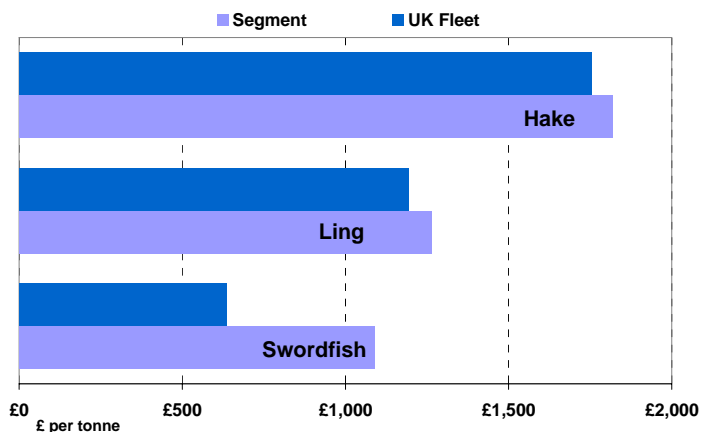 Segment UK Fleet
Hake
Ling
Swordfish
£0 £500 £1,000 £1,500 £2,000
£ per tonne